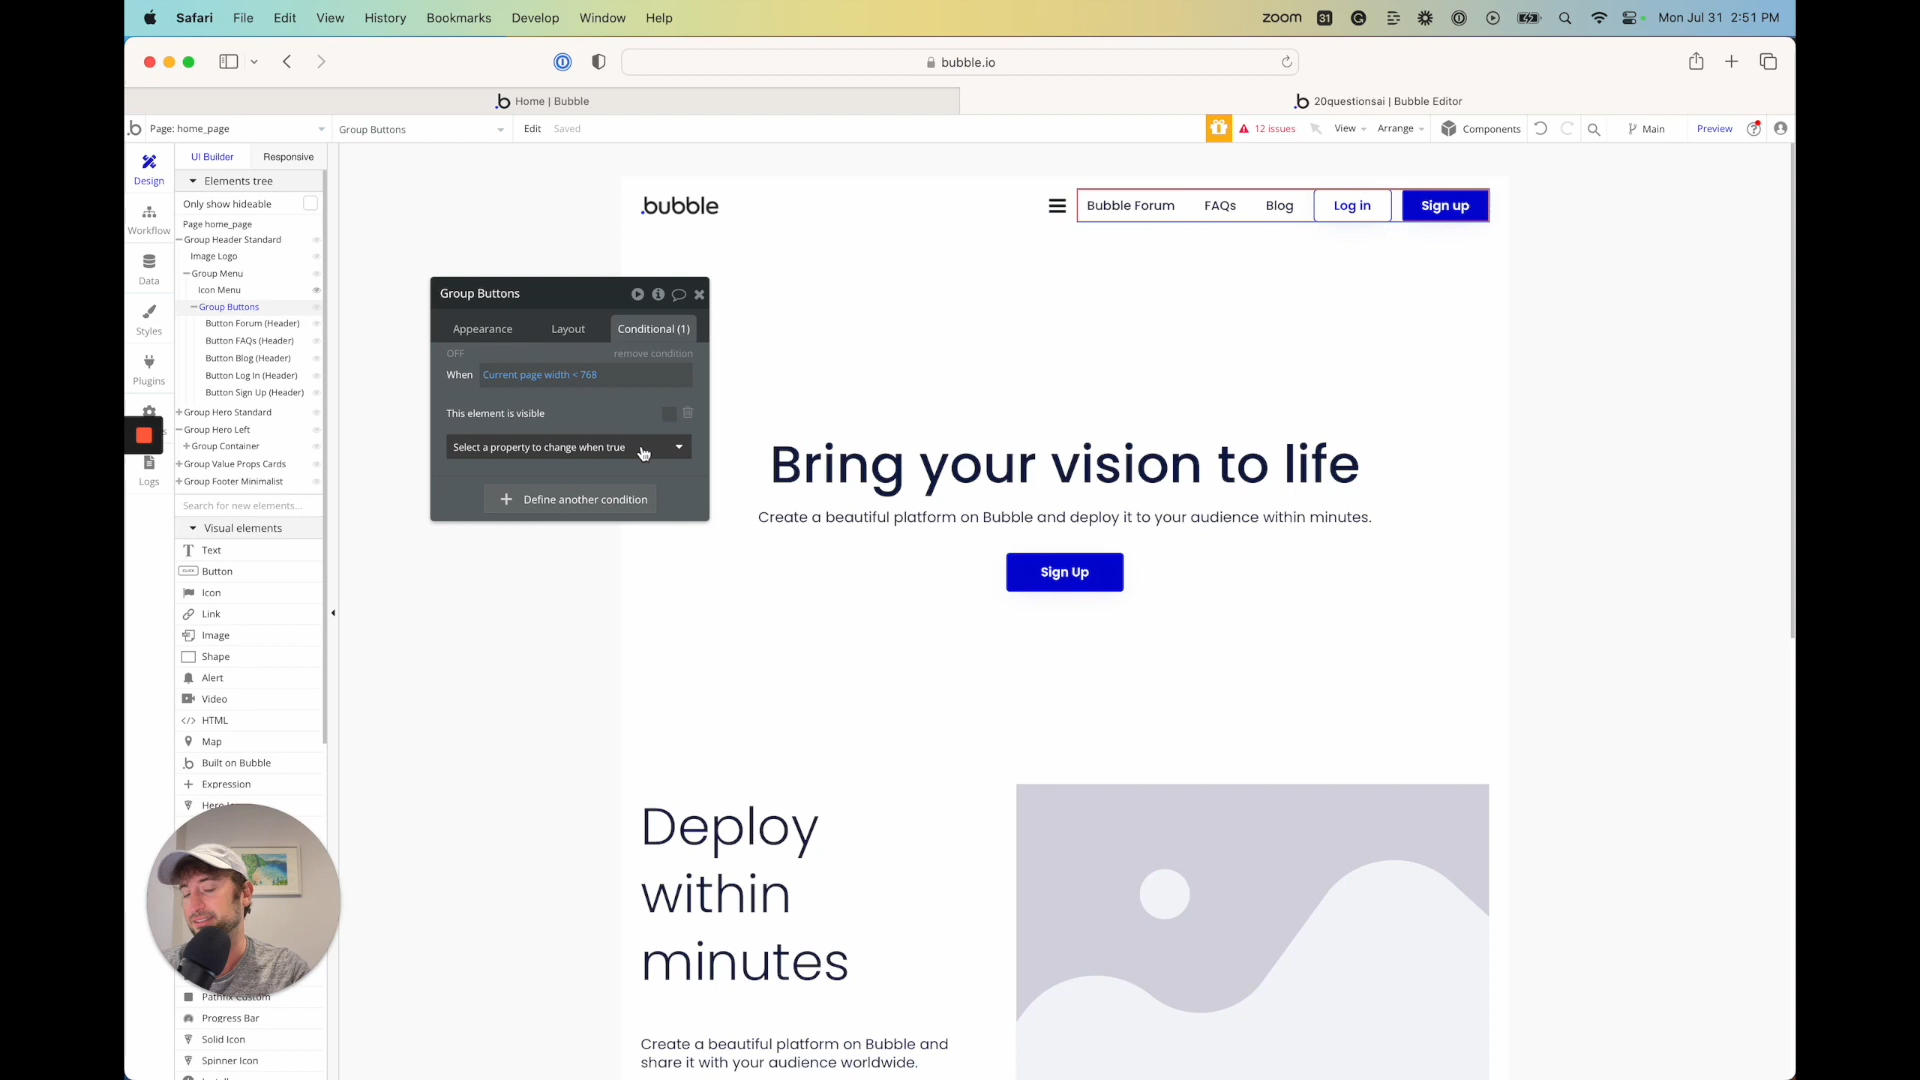 Safari File Edit View History Bookmarks Develop Window Help
zoom 31 Mon Jul 31 2:51 PM
bubble.io
Home | Bubble
20questionsai | Bubble Editor
Page: home_page
Group Buttons
Edit Saved
12 issues
View Arrange Components Main Preview
Design
Workflow
Data
Styles
Plugins
Logs
UI Builder Responsive
Elements tree
Only show hideable
Page home_page
Group Header Standard
Image Logo
Group Menu
Icon Menu
Group Buttons
Button Forum (Header)
Button FAQs (Header)
Button Blog (Header)
Button Log In (Header)
Button Sign Up (Header)
Group Hero Standard
Group Hero Left
Group Container
Group Value Props Cards
Group Footer Minimalist
Search for new elements...
Visual elements
Text
Button
Icon
Link
Image
Shape
Alert
Video
HTML
Map
Built on Bubble
Expression
Progress Bar
Solid Icon
Spinner Icon
Group Buttons
Appearance Layout Conditional (1)
OFF remove condition
When Current page width < 768
This element is visible
Select a property to change when true
Define another condition
.bubble
Bubble Forum FAQs Blog Log in Sign up
Bring your vision to life
Create a beautiful platform on Bubble and deploy it to your audience within minutes.
Sign Up
Deploy
within
minutes
Create a beautiful platform on Bubble and
share it with your audience worldwide.